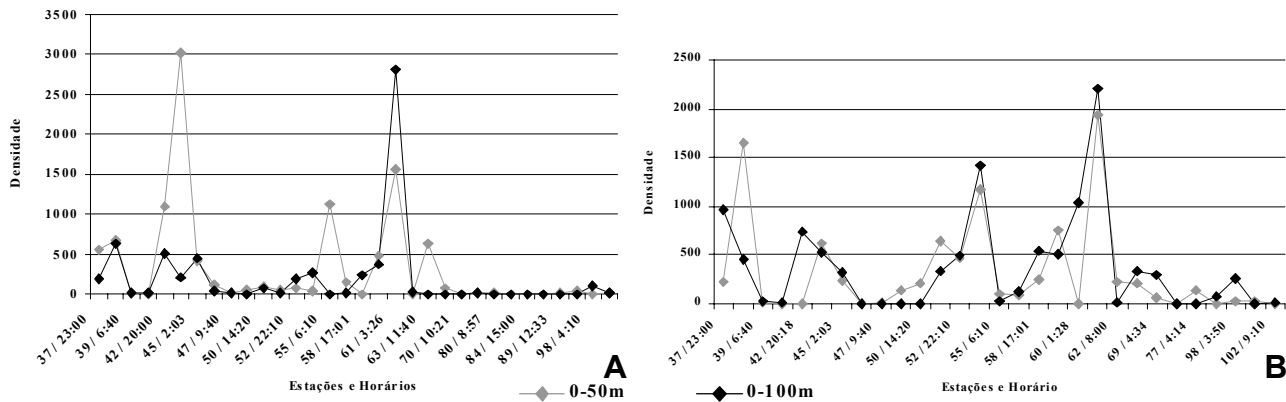 3500
3000
2500
2000
1500
1000
500
0
Densidade
37 / 23:00
39 / 6:40
42 / 20:00
45 / 2:03
47 / 9:40
50 / 14:20
52 / 22:10
55 / 6:10
58 / 17:01
61 / 3:26
63 / 11:40
70 / 10:21
80 / 8:57
84 / 15:00
89 / 12:33
98 / 4:10
Estações e Horários
A
2500
2000
1500
1000
500
0
Densidade
37 / 23:00
39 / 6:40
42 / 20:18
45 / 2:03
47 / 9:40
50 / 14:20
52 / 22:10
55 / 6:10
58 / 17:01
60 / 1:28
62 / 8:00
69 / 4:34
77 / 4:14
98 / 3:50
102 / 9:10
Estações e Horário
B
0-50m
0-100m